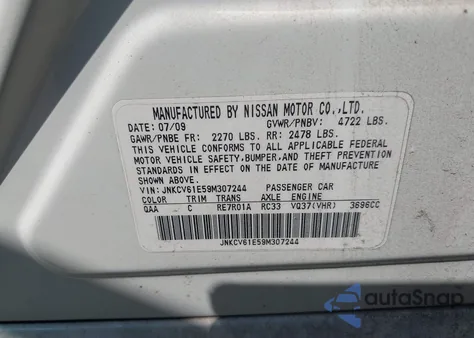 MANUFACTURED BY NISSAN MOTOR CO.,LTD.
DATE: 07/09 GVWR/PNBV: 4722 LBS.
GAWR/PNBE FR: 2270 LBS. RR: 2478 LBS.
THIS VEHICLE CONFORMS TO ALL APPLICABLE FEDERAL
MOTOR VEHICLE SAFETY, BUMPER, AND THEFT PREVENTION
STANDARDS IN EFFECT ON THE DATE OF MANUFACTURE
SHOWN ABOVE.
VIN: JNKCV61E59M307244 PASSENGER CAR
COLOR TRIM TRANS AXLE ENGINE
QAA C RE7R01A RC33 VQ37(VHR) 3696CC
JNKCV61E59M307244
autoSnap